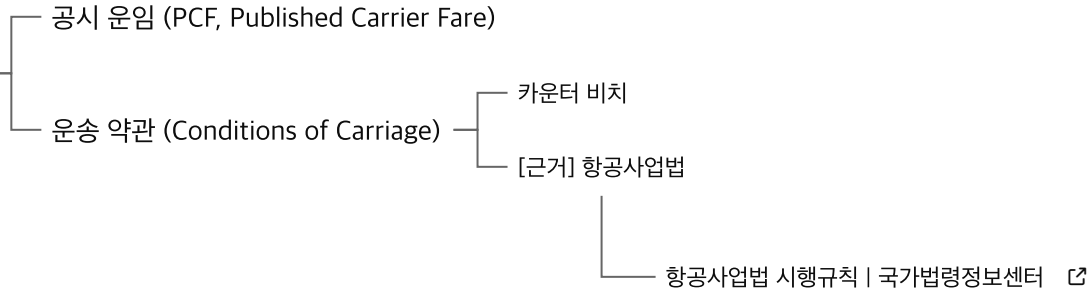 공시 운임 (PCF, Published Carrier Fare)
운송 약관 (Conditions of Carriage)
카운터 비치
[근거] 항공사업법
항공사업법 시행규칙 | 국가법령정보센터